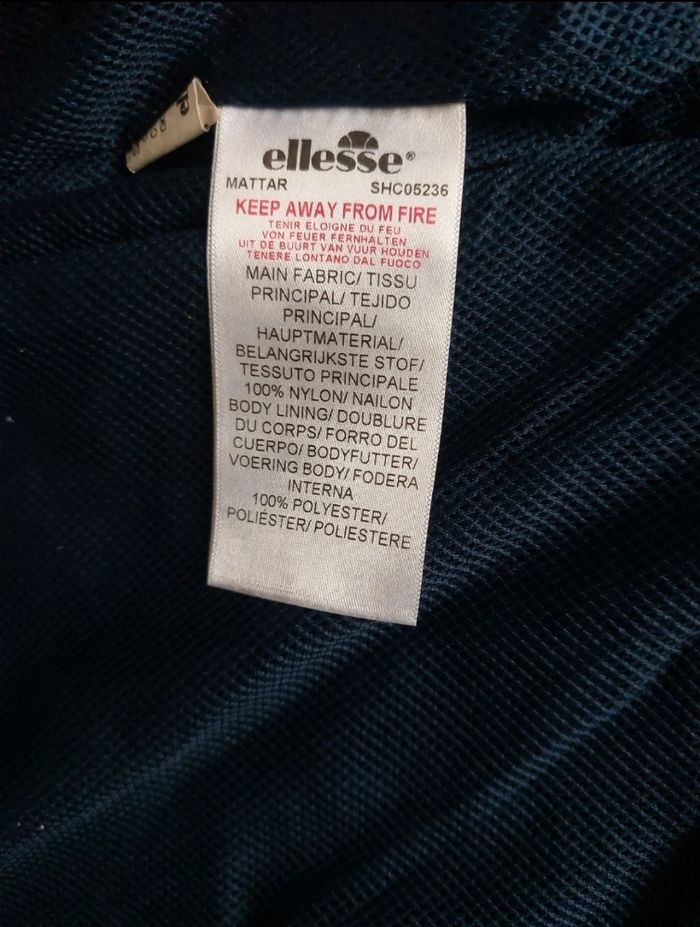 ellesse®
MATTAR SHC05236
KEEP AWAY FROM FIRE
TENIR ELOIGNE DU FEU
VON FEUER FERNHALTEN
UIT DE BUURT VAN VUUR HOUDEN
TENERE LONTANO DAL FUOCO
MAIN FABRIC/ TISSU
PRINCIPAL/ TEJIDO
PRINCIPAL/
HAUPTMATERIAL/
BELANGRIJKSTE STOF/
TESSUTO PRINCIPALE
100% NYLON/ NAILON
BODY LINING/ DOUBLURE
DU CORPS/ FORRO DEL
CUERPO/ BODYFUTTER/
VOERING BODY/ FODERA
INTERNA
100% POLYESTER/
POLIÉSTER/ POLIESTERE